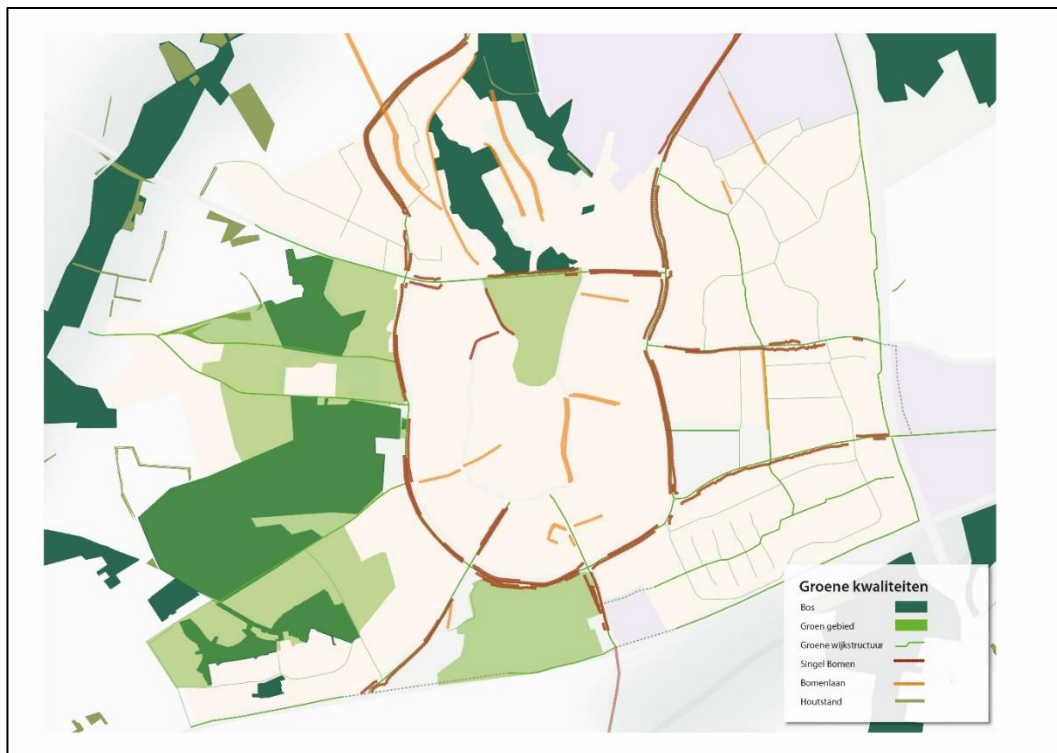 Groene kwaliteiten
Bos
Groen gebied
Groene wijkstructuur
Singel Bomen
Bomenlaan
Houtstand